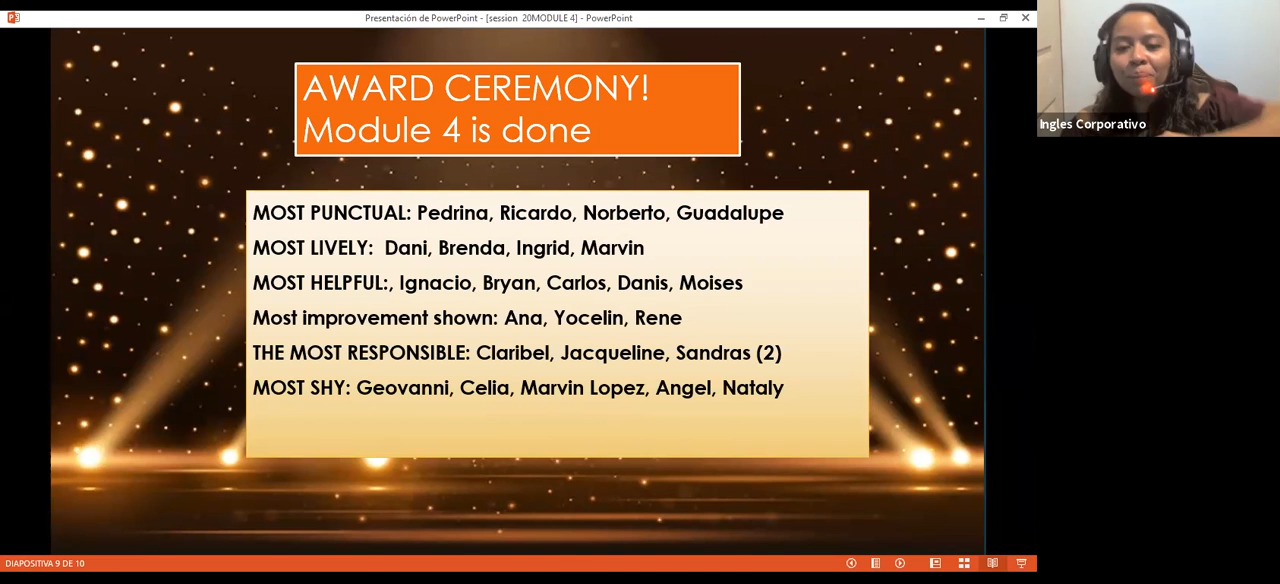 Presentación de PowerPoint - [session 20MODULE 4] - PowerPoint
AWARD CEREMONY!
Module 4 is done
Ingles Corporativo
MOST PUNCTUAL: Pedrina, Ricardo, Norberto, Guadalupe
MOST LIVELY: Dani, Brenda, Ingrid, Marvin
MOST HELPFUL:, Ignacio, Bryan, Carlos, Danis, Moises
Most improvement shown: Ana, Yocelin, Rene
THE MOST RESPONSIBLE: Claribel, Jacqueline, Sandras (2)
MOST SHY: Geovanni, Celia, Marvin Lopez, Angel, Nataly
DIAPOSITIVA 9 DE 10